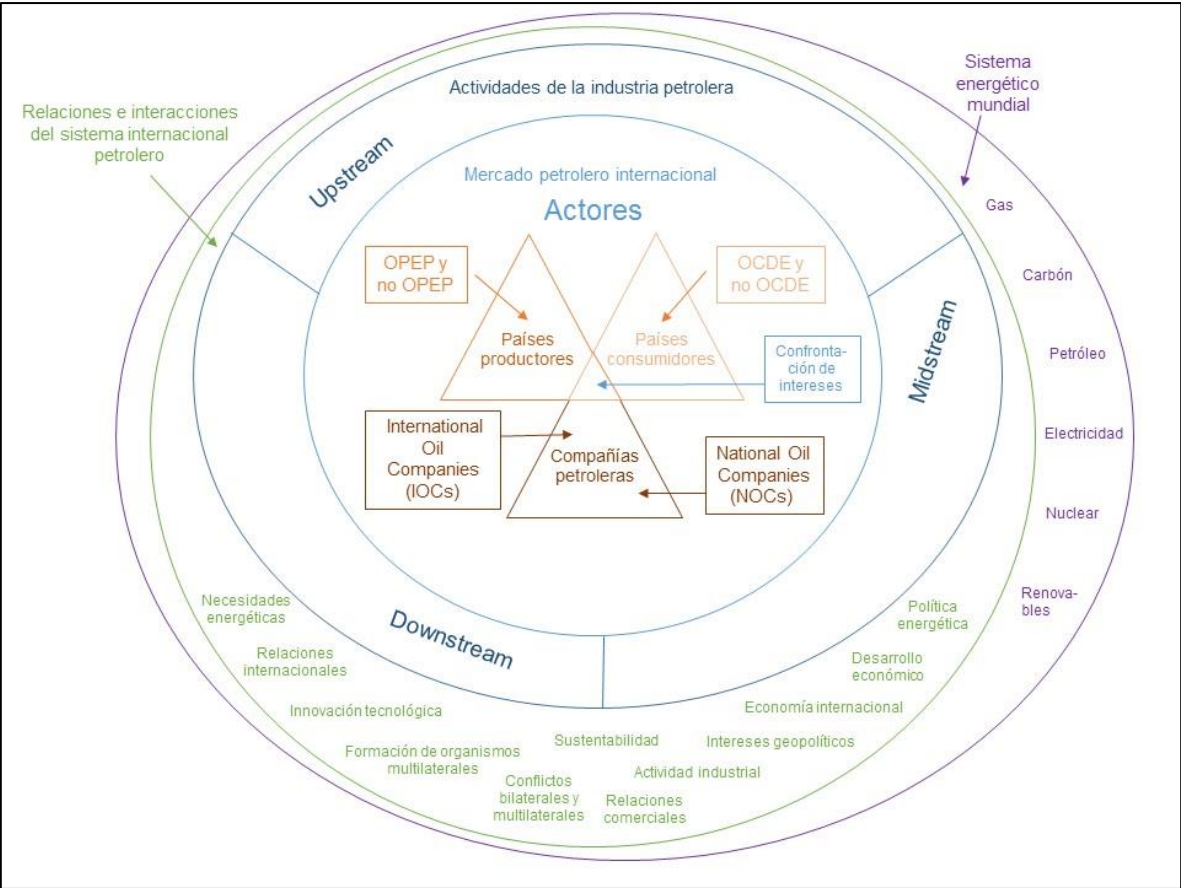 Sistema
energético
mundial
Relaciones e interacciones
del sistema internacional
petrolero
Actividades de la industria petrolera
Upstream
Midstream
Downstream
Mercado petrolero internacional
Actores
OPEP y
no OPEP
OCDE y
no OCDE
Países
productores
Países
consumidores
Confronta-
ción de
intereses
International
Oil
Companies
(IOCs)
Compañías
petroleras
National Oil
Companies
(NOCs)
Gas
Carbón
Petróleo
Electricidad
Nuclear
Renova-
bles
Necesidades
energéticas
Relaciones
internacionales
Innovación tecnológica
Formación de organismos
multilaterales
Conflictos
bilaterales y
multilaterales
Sustentabilidad
Relaciones
comerciales
Actividad industrial
Intereses geopolíticos
Economía internacional
Desarrollo
económico
Política
energética